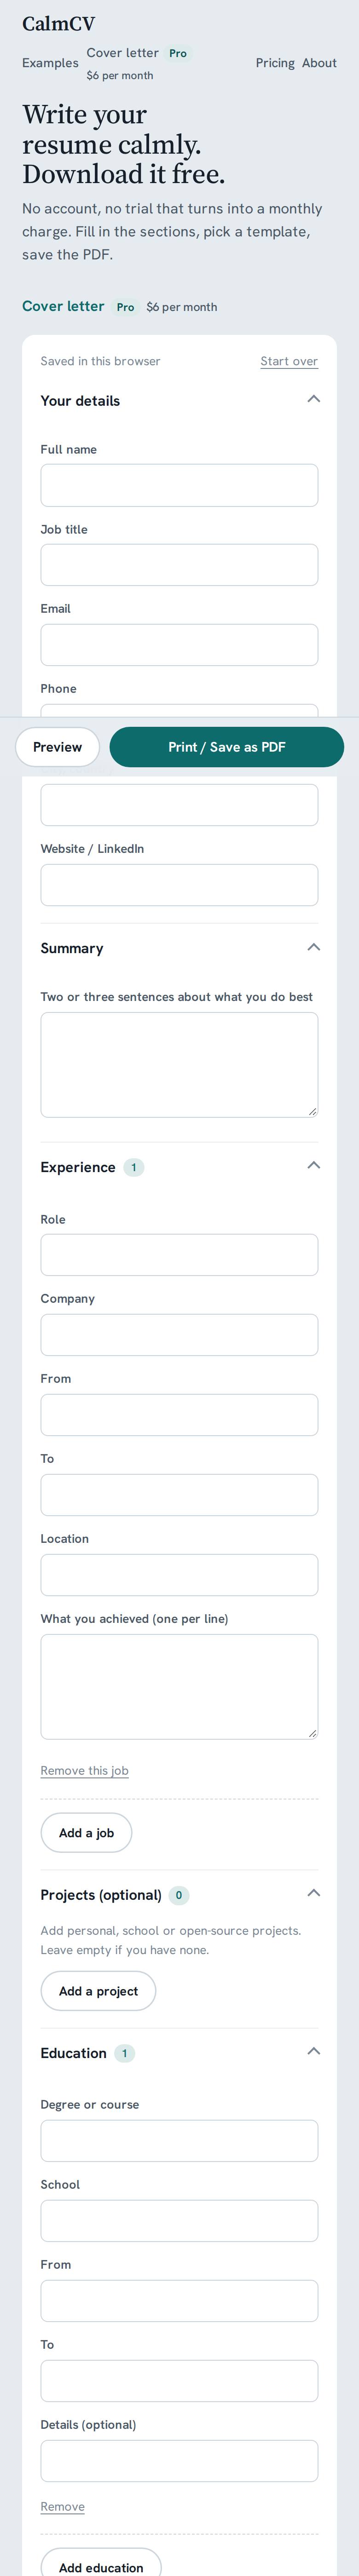 CalmCV
Examples
Cover letter Pro
$6 per month
Pricing
About
Write your
resume calmly.
Download it free.
No account, no trial that turns into a monthly
charge. Fill in the sections, pick a template,
save the PDF.
Cover letter Pro $6 per month
Saved in this browser
Start over
Your details
Full name
Job title
Email
Phone
Preview
Print / Save as PDF
Website / LinkedIn
Summary
Two or three sentences about what you do best
Experience 1
Role
Company
From
To
Location
What you achieved (one per line)
Remove this job
Add a job
Projects (optional) 0
Add personal, school or open-source projects.
Leave empty if you have none.
Add a project
Education 1
Degree or course
School
From
To
Details (optional)
Remove
Add education